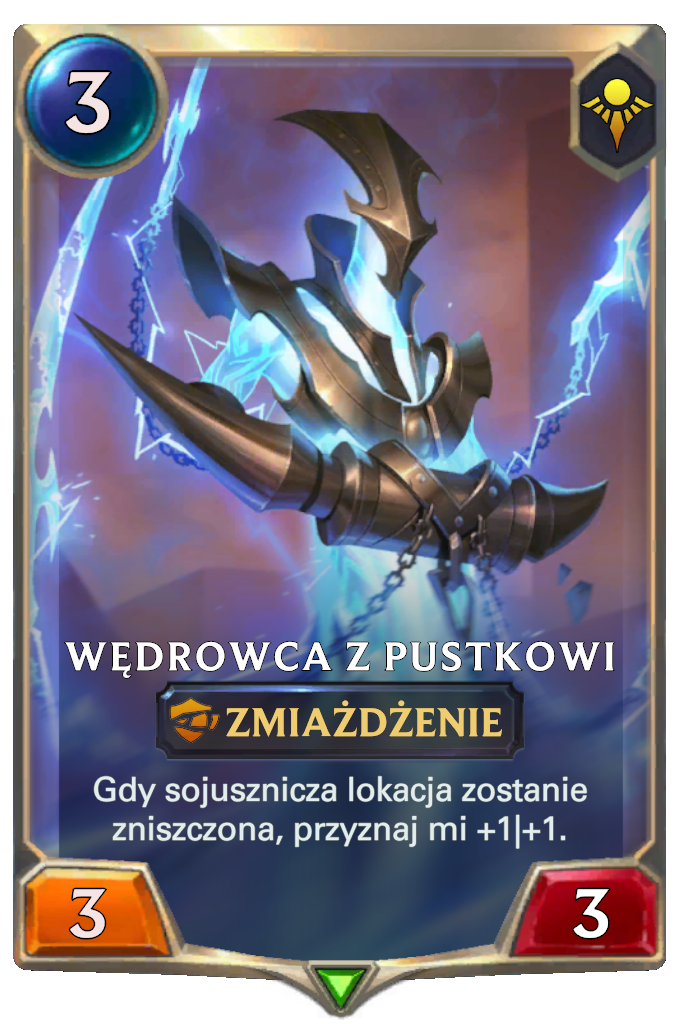 3
WĘDROWCA Z PUSTKOWI
ZMIAŻDŻENIE
Gdy sojusznicza lokacja zostanie
zniszczona, przyznaj mi +1|+1.
3
3